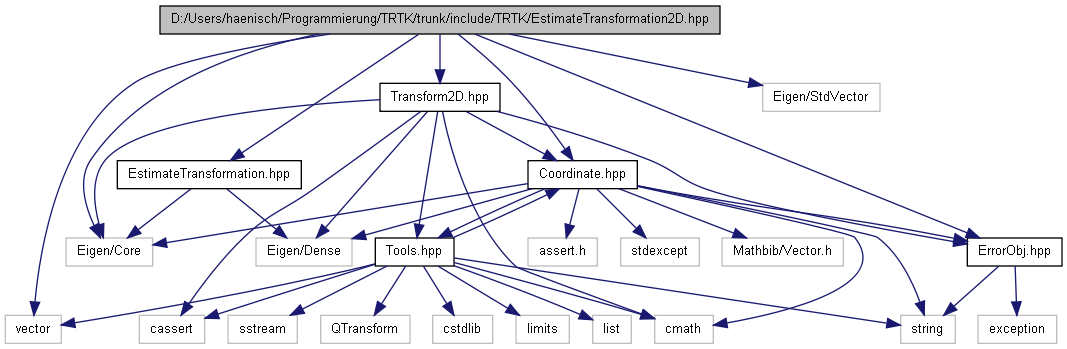 D:/Users/haenisch/Programmierung/TRTK/trunk/include/TRTK/EstimateTransformation2D.hpp
Transform2D.hpp
Eigen/StdVector
EstimateTransformation.hpp
Coordinate.hpp
Eigen/Core
Eigen/Dense
Tools.hpp
assert.h
stdexcept
Mathbib/Vector.h
ErrorObj.hpp
vector
cassert
sstream
QTransform
cstdlib
limits
list
cmath
string
exception